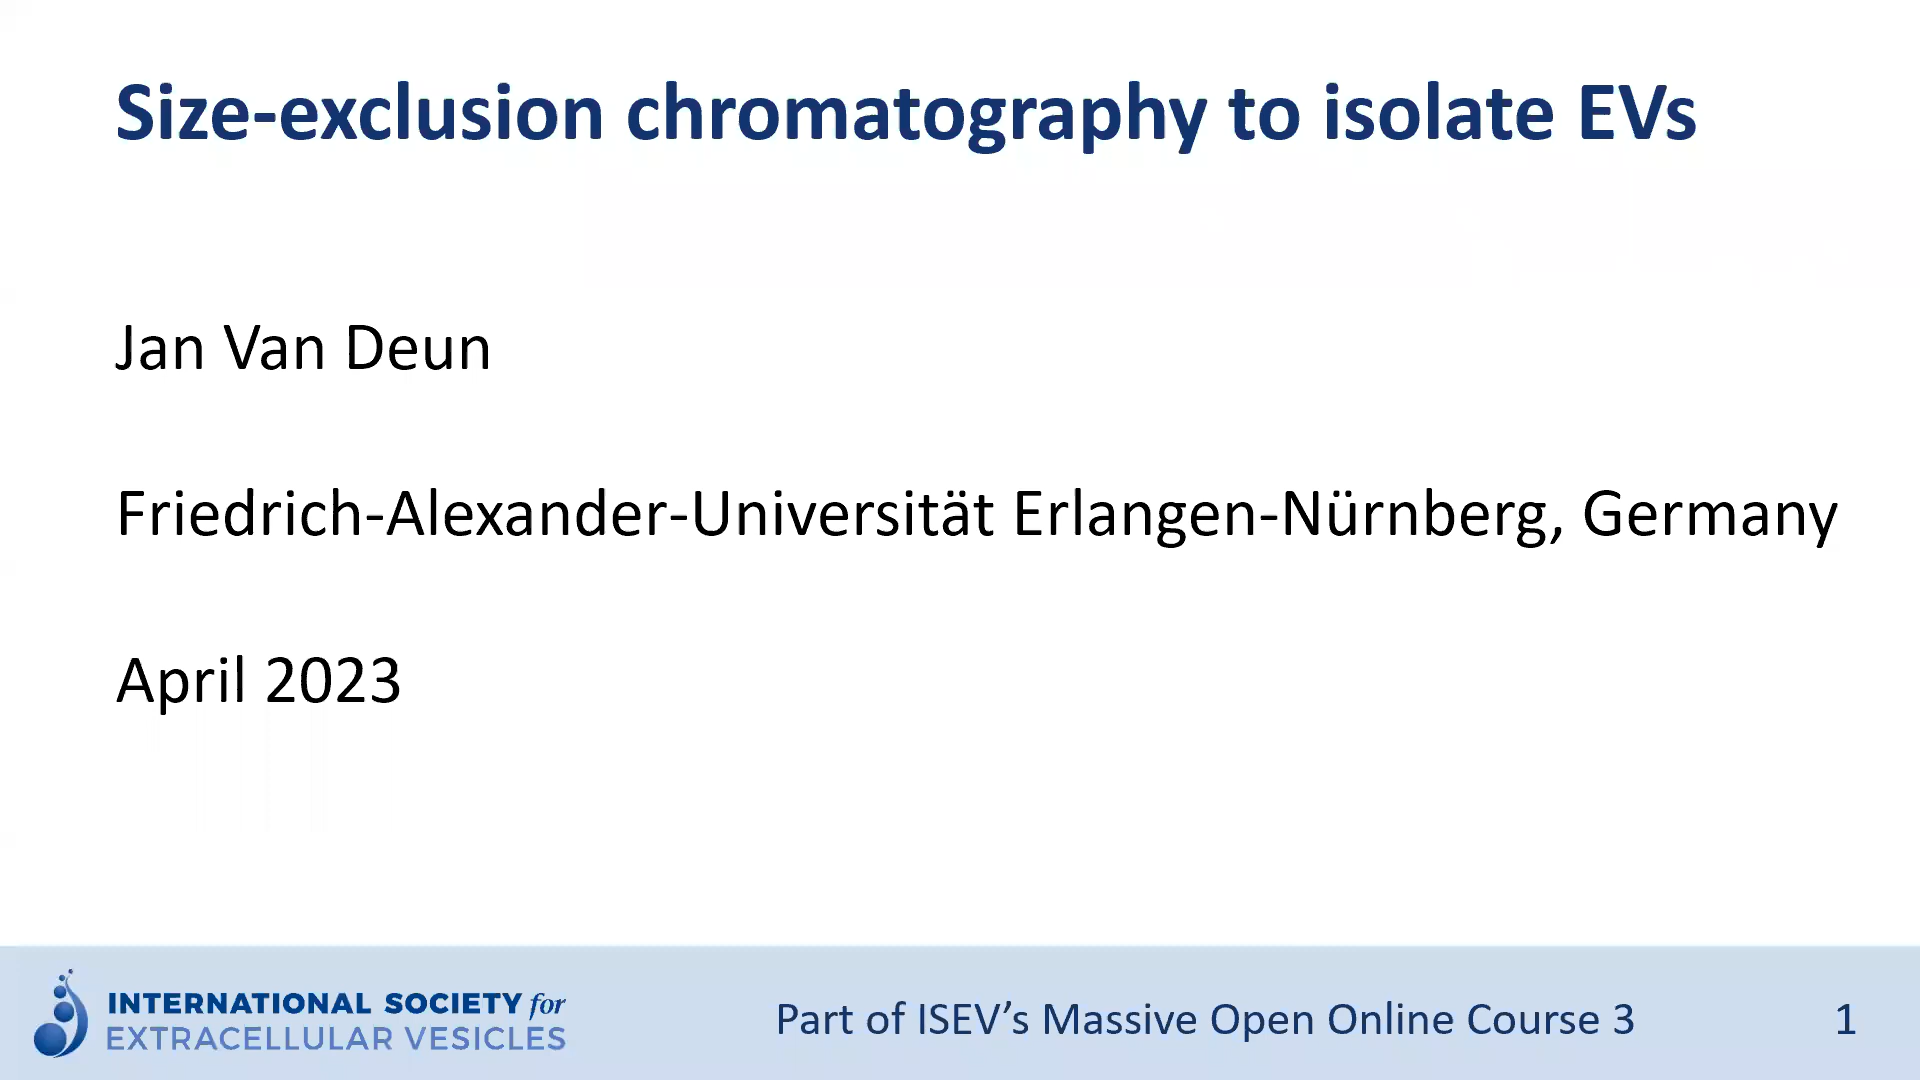 Size-exclusion chromatography to isolate EVs
Jan Van Deun
Friedrich-Alexander-Universität Erlangen-Nürnberg, Germany
April 2023
INTERNATIONAL SOCIETY for
EXTRACELLULAR VESICLES
Part of ISEV’s Massive Open Online Course 3
1